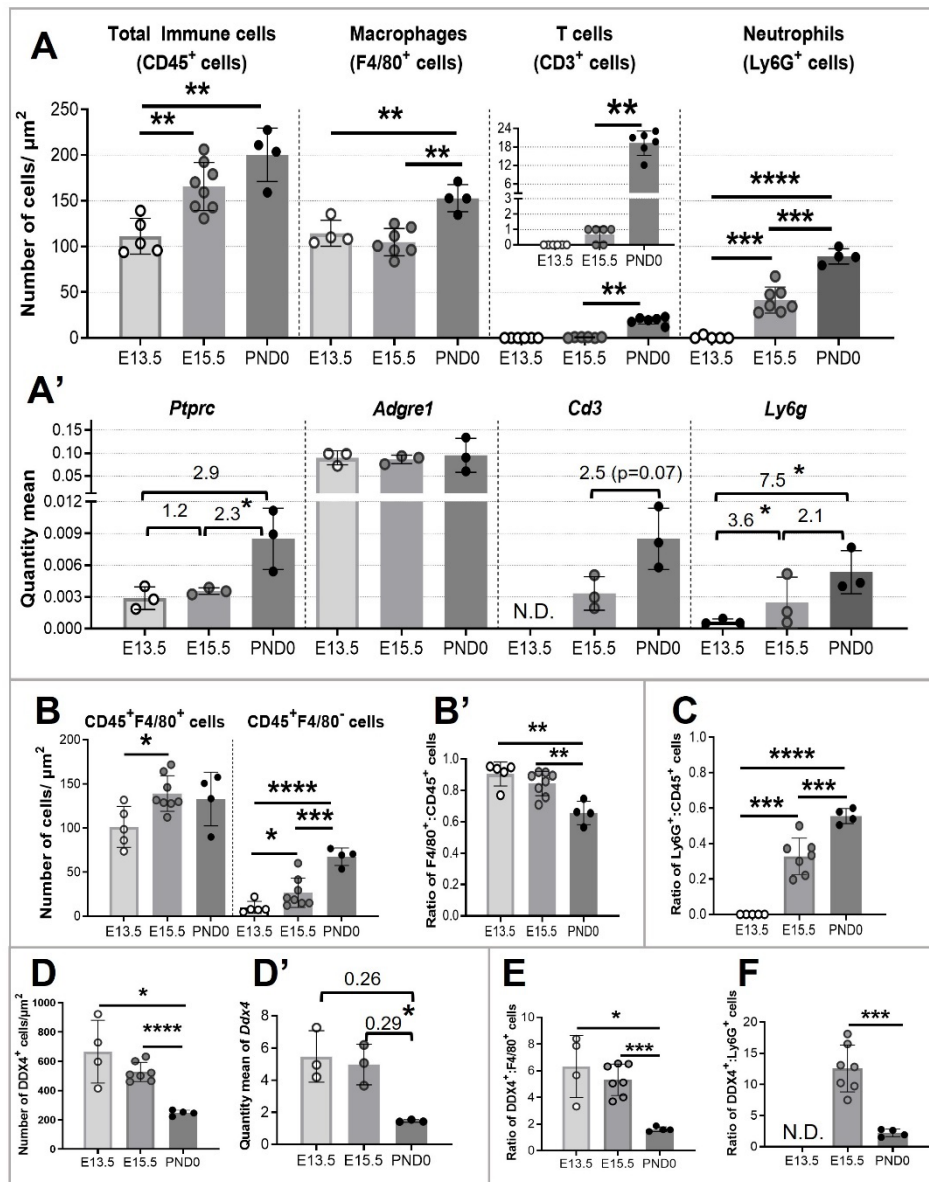 A
Total Immune cells
(CD45⁺ cells)
Macrophages
(F4/80⁺ cells)
T cells
(CD3⁺ cells)
Neutrophils
(Ly6G⁺ cells)
Number of cells/ µm²
250
200
150
100
50
0
**
**
**
**
**
24
20
16
12
8
4
3
2
1
0
E13.5 E15.5 PND0
**
****
***
***
E13.5 E15.5 PND0
E13.5 E15.5 PND0
E13.5 E15.5 PND0
E13.5 E15.5 PND0
A'
Ptprc
Adgre1
Cd3
Ly6g
Quantity mean
0.15
0.10
0.05
0.012
0.009
0.006
0.003
0.000
2.9
1.2
2.3*
2.5 (p=0.07)
N.D.
7.5 *
3.6 *
2.1
E13.5 E15.5 PND0
E13.5 E15.5 PND0
E13.5 E15.5 PND0
E13.5 E15.5 PND0
B
CD45⁺F4/80⁺ cells
CD45⁺F4/80⁻ cells
Number of cells/ µm²
200
150
100
50
0
*
****
***
*
E13.5 E15.5 PND0
E13.5 E15.5 PND0
B'
Ratio of F4/80⁺:CD45⁺ cells
1.0
0.8
0.6
0.4
0.2
0.0
**
**
E13.5 E15.5 PND0
C
Ratio of Ly6G⁺:CD45⁺ cells
1.0
0.8
0.6
0.4
0.2
0.0
****
***
***
E13.5 E15.5 PND0
D
Number of DDX4⁺ cells/µm²
1000
800
600
400
200
0
*
****
E13.5 E15.5 PND0
D'
Quantity mean of Ddx4
8
6
4
2
0
0.26
*
0.29
E13.5 E15.5 PND0
E
Ratio of DDX4⁺:F4/80⁺ cells
10
8
6
4
2
0
*
***
E13.5 E15.5 PND0
F
Ratio of DDX4⁺:Ly6G⁺ cells
20
15
10
5
0
***
N.D.
E13.5 E15.5 PND0